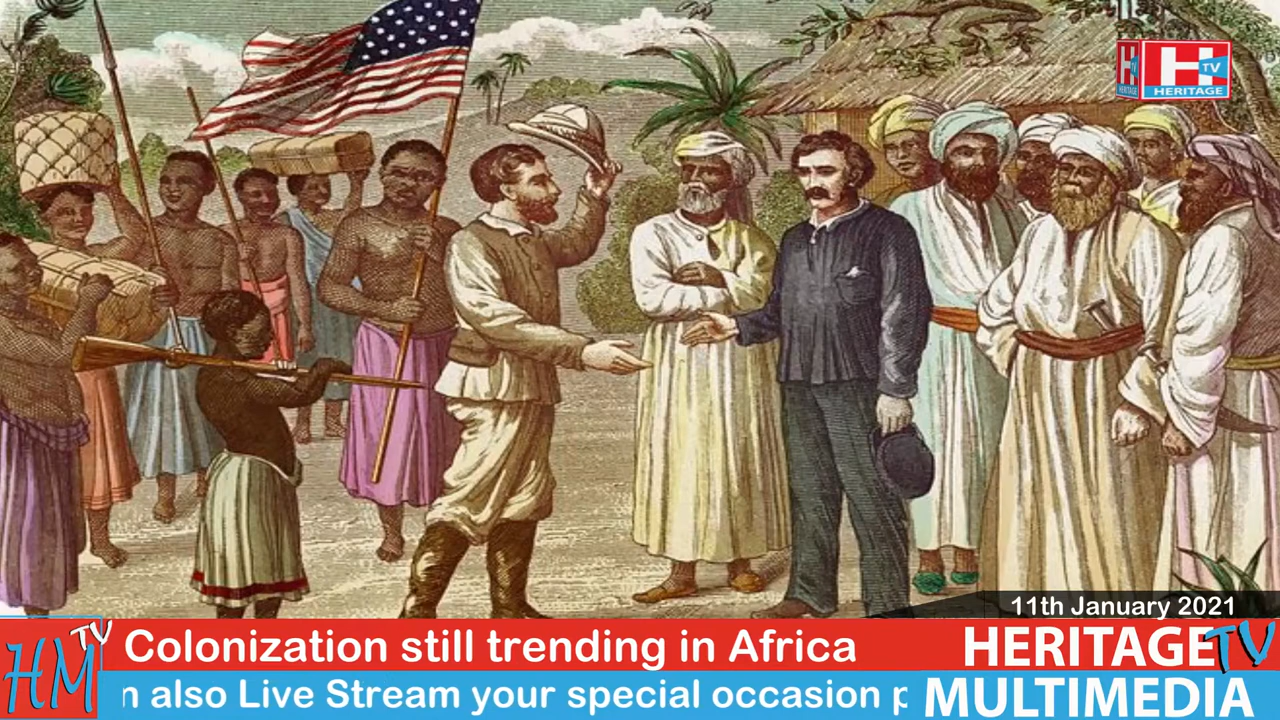 H TV
HERITAGE
11th January 2021
HM TV
Colonization still trending in Africa
HERITAGE TV
n also Live Stream your special occasion p
MULTIMEDIA